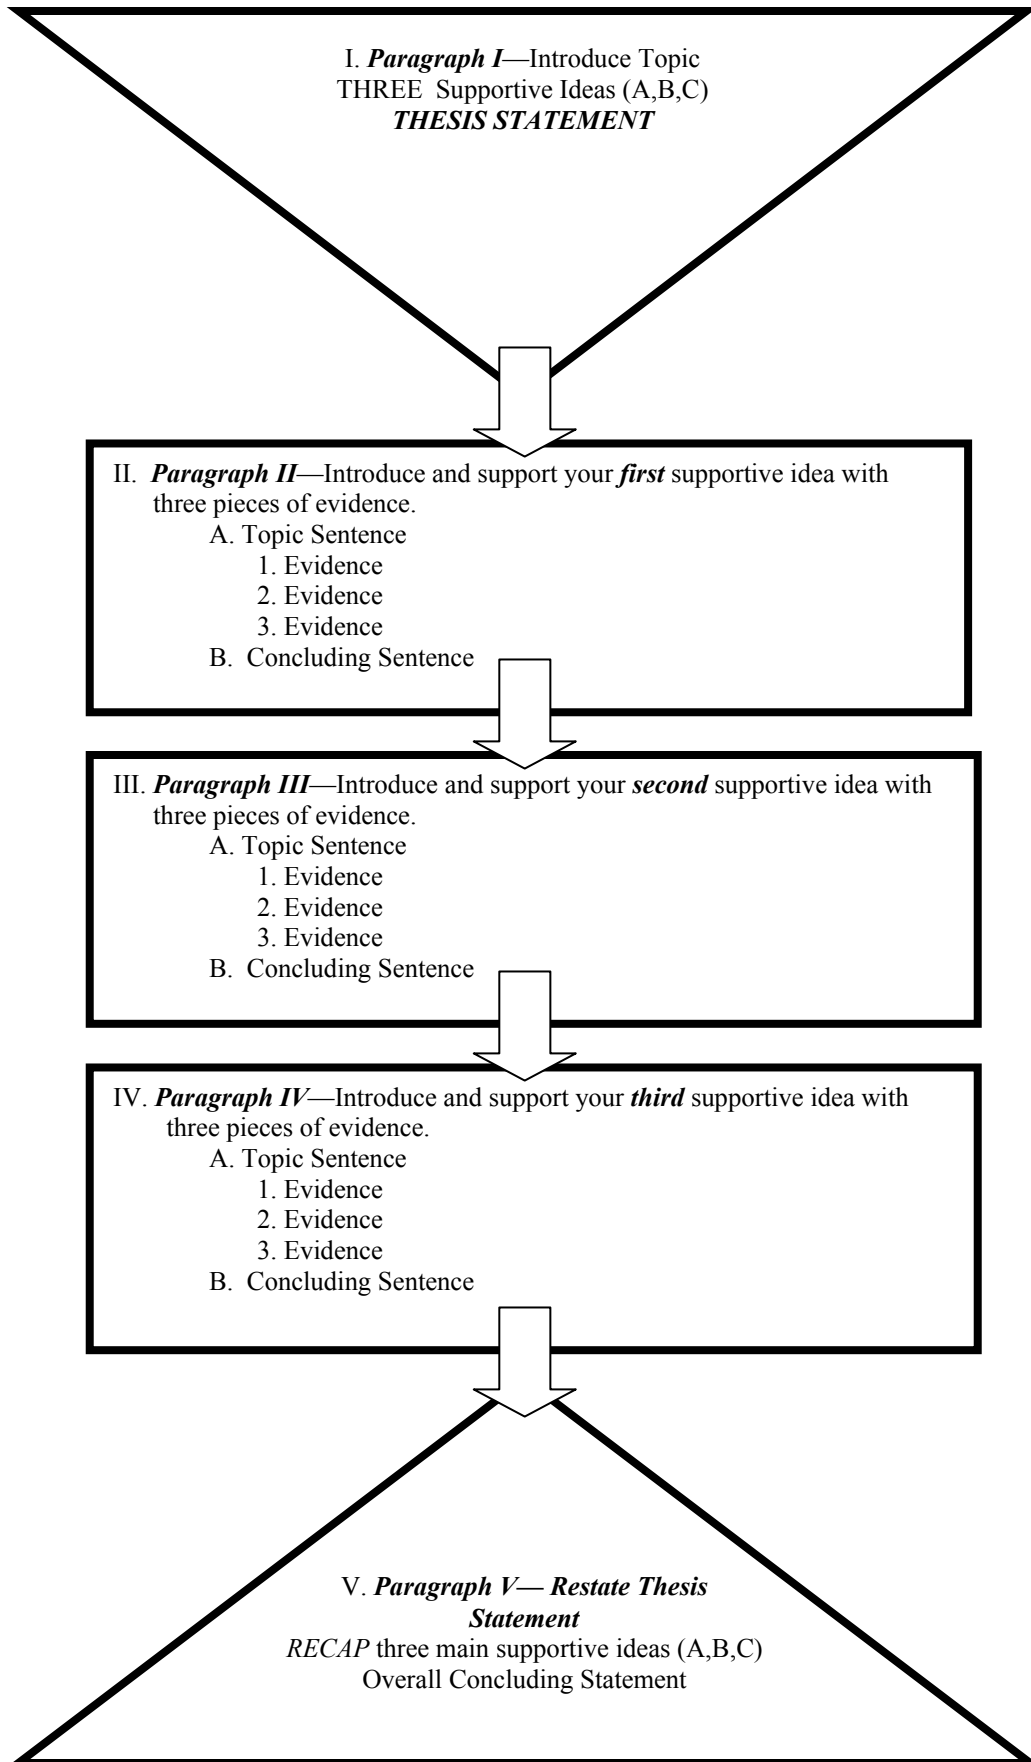 I. Paragraph I—Introduce Topic
THREE Supportive Ideas (A,B,C)
THESIS STATEMENT
II. Paragraph II—Introduce and support your first supportive idea with
three pieces of evidence.
A. Topic Sentence
1. Evidence
2. Evidence
3. Evidence
B. Concluding Sentence
III. Paragraph III—Introduce and support your second supportive idea with
three pieces of evidence.
A. Topic Sentence
1. Evidence
2. Evidence
3. Evidence
B. Concluding Sentence
IV. Paragraph IV—Introduce and support your third supportive idea with
three pieces of evidence.
A. Topic Sentence
1. Evidence
2. Evidence
3. Evidence
B. Concluding Sentence
V. Paragraph V— Restate Thesis
Statement
RECAP three main supportive ideas (A,B,C)
Overall Concluding Statement